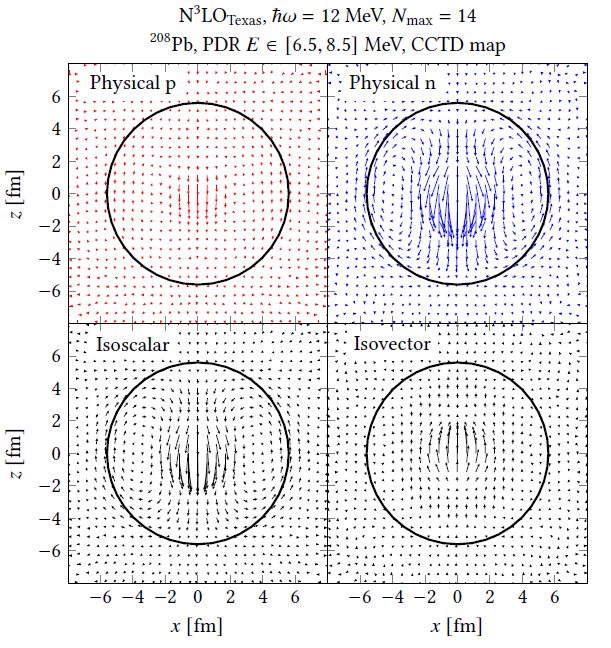 N³LO_Texas, ℏω = 12 MeV, N_max = 14
²⁰⁸Pb, PDR E ∈ [6.5, 8.5] MeV, CCTD map
Physical p
Physical n
6
4
2
0
−2
−4
−6
z [fm]
Isoscalar
Isovector
6
4
2
0
−2
−4
−6
z [fm]
−6 −4 −2 0 2 4 6
−6 −4 −2 0 2 4 6
x [fm]
x [fm]